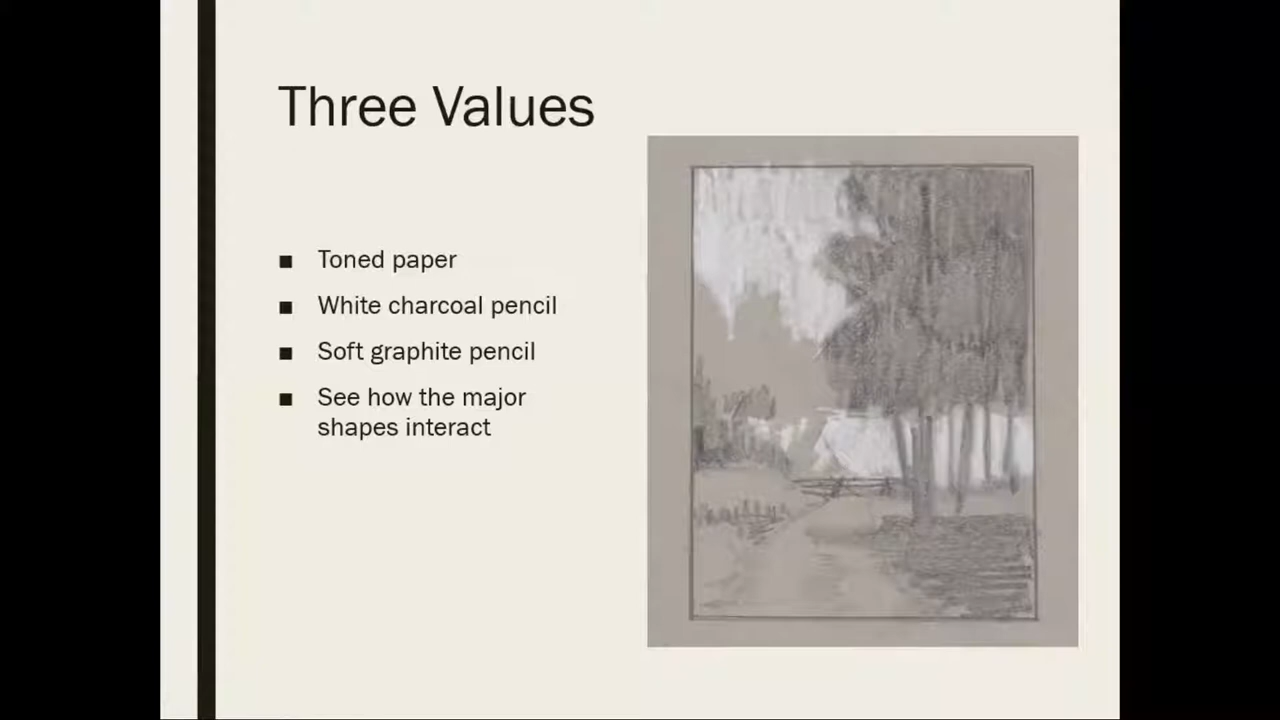 Three Values
■ Toned paper
■ White charcoal pencil
■ Soft graphite pencil
■ See how the major
shapes interact